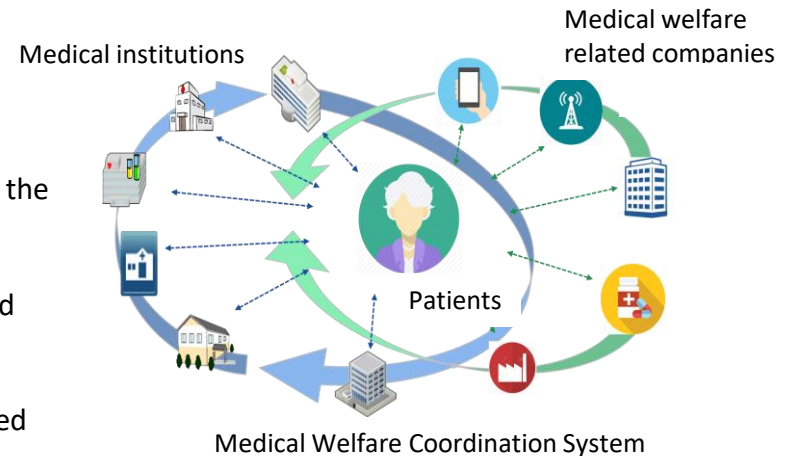 Medical welfare
related companies
Medical institutions
the
d
Patients
ed
Medical Welfare Coordination System